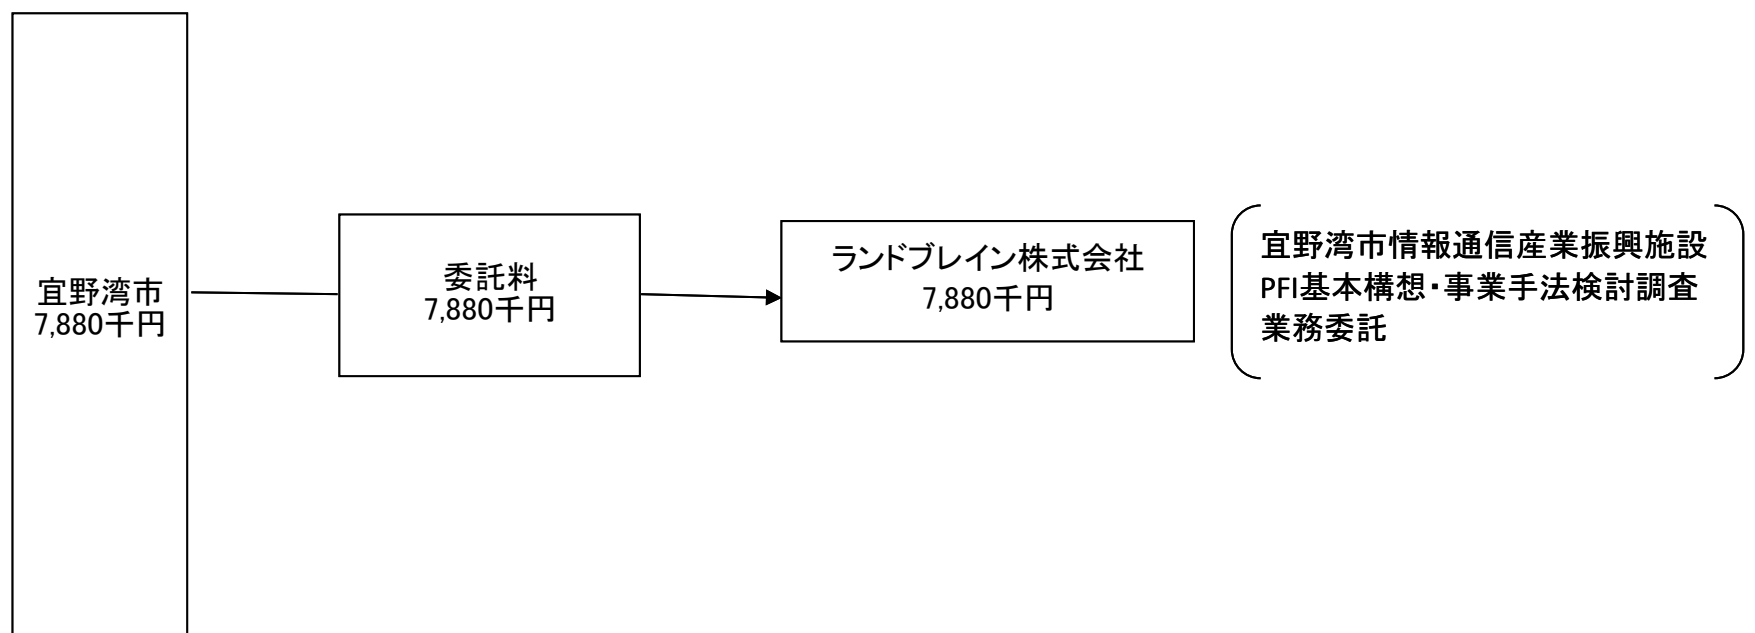 宜野湾市
7,880千円
委託料
7,880千円
ランドブレイン株式会社
7,880千円
宜野湾市情報通信産業振興施設
PFI基本構想・事業手法検討調査
業務委託